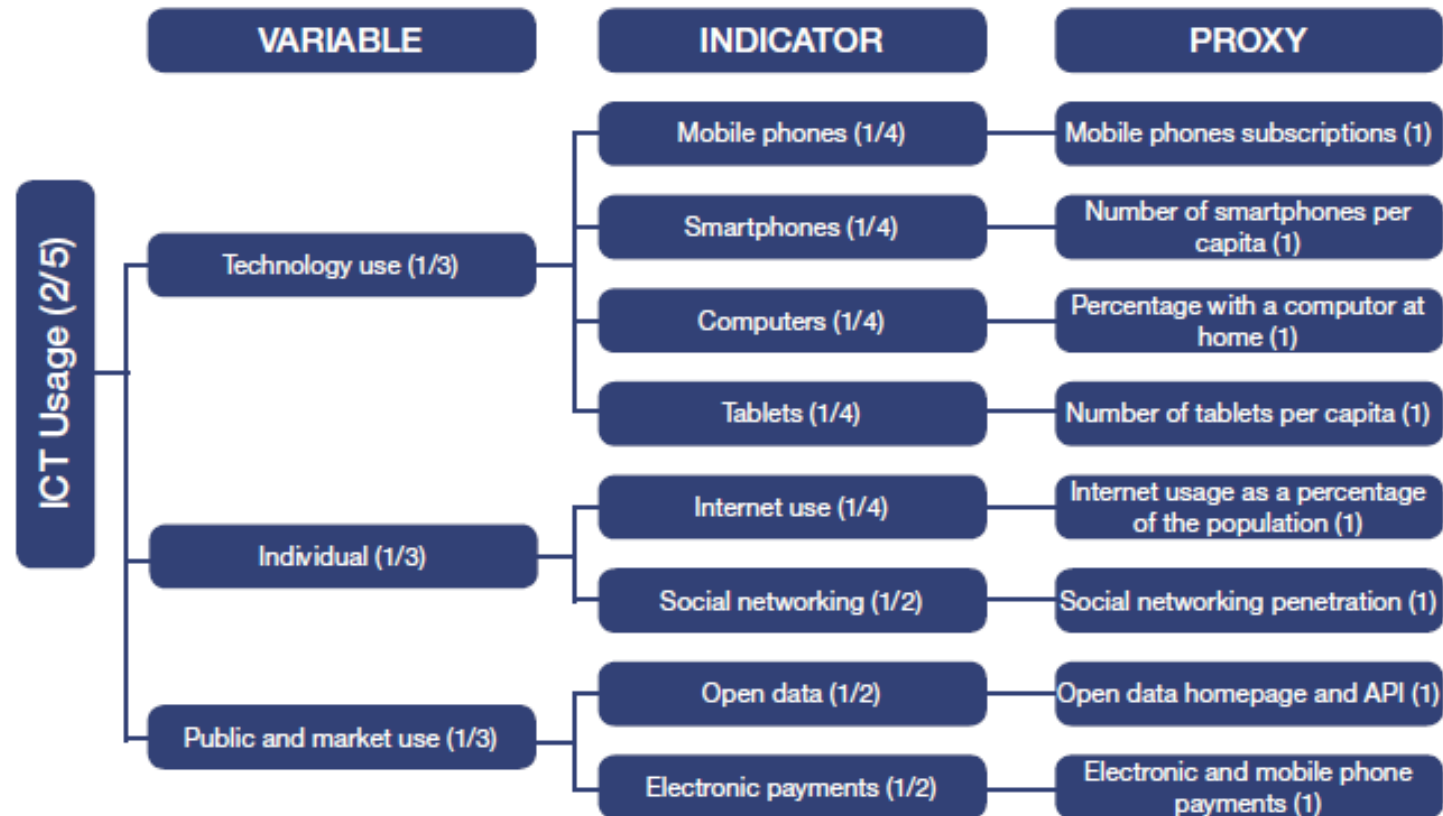 VARIABLE
INDICATOR
PROXY
ICT Usage (2/5)
Technology use (1/3)
Mobile phones (1/4)
Mobile phones subscriptions (1)
Smartphones (1/4)
Number of smartphones per
capita (1)
Computers (1/4)
Percentage with a computor at
home (1)
Tablets (1/4)
Number of tablets per capita (1)
Individual (1/3)
Internet use (1/4)
Internet usage as a percentage
of the population (1)
Social networking (1/2)
Social networking penetration (1)
Public and market use (1/3)
Open data (1/2)
Open data homepage and API (1)
Electronic payments (1/2)
Electronic and mobile phone
payments (1)